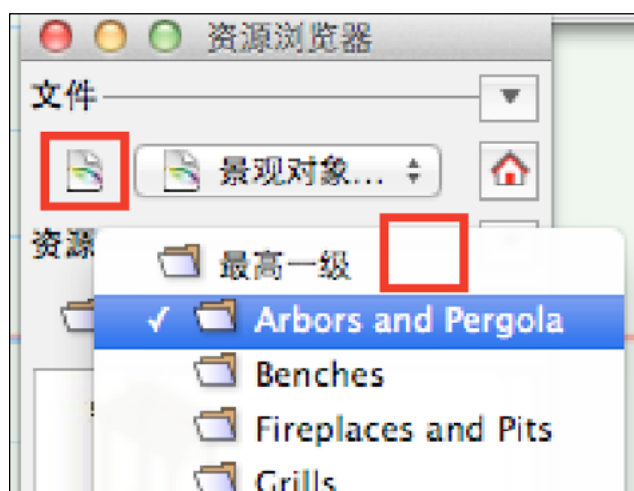 资源浏览器
文件
景观对象...
资源
最高一级
✓ Arbors and Pergola
Benches
Fireplaces and Pits
Grills